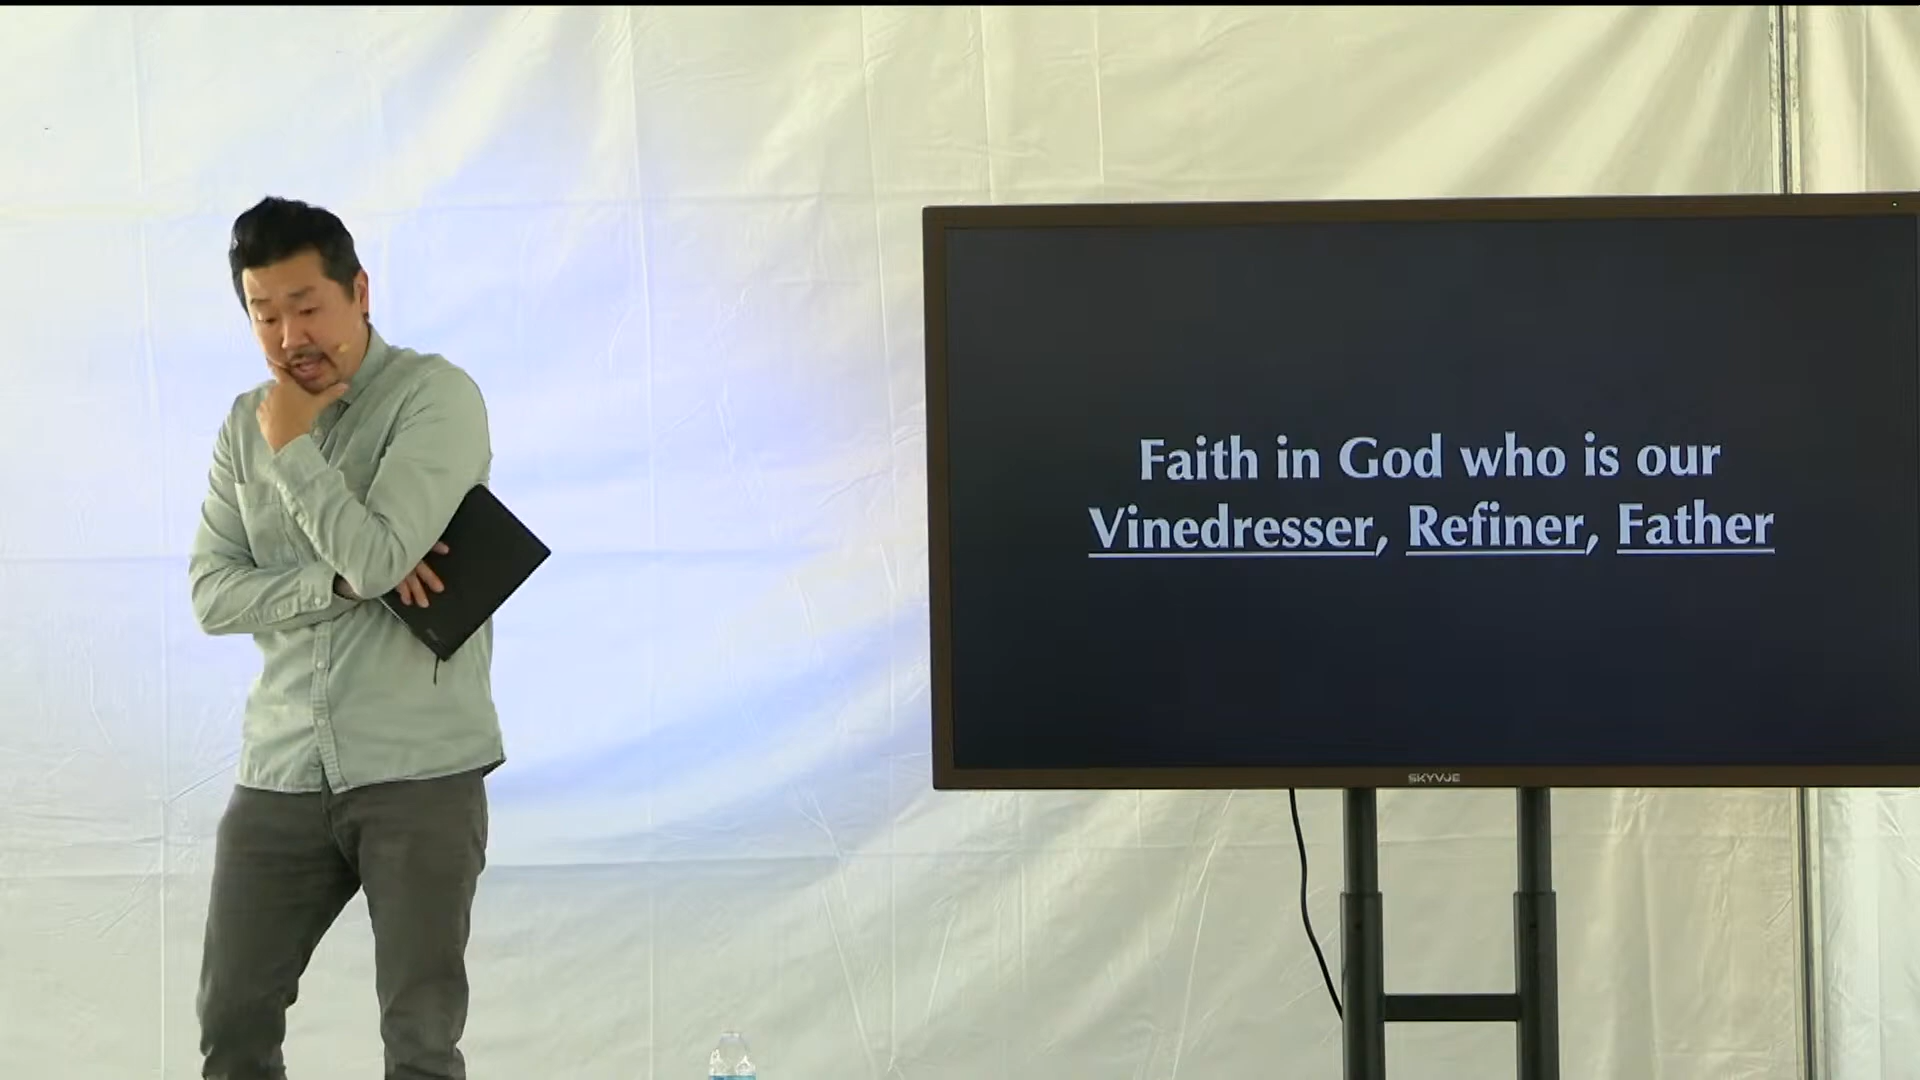 Faith in God who is our
Vinedresser, Refiner, Father
SKYVUE